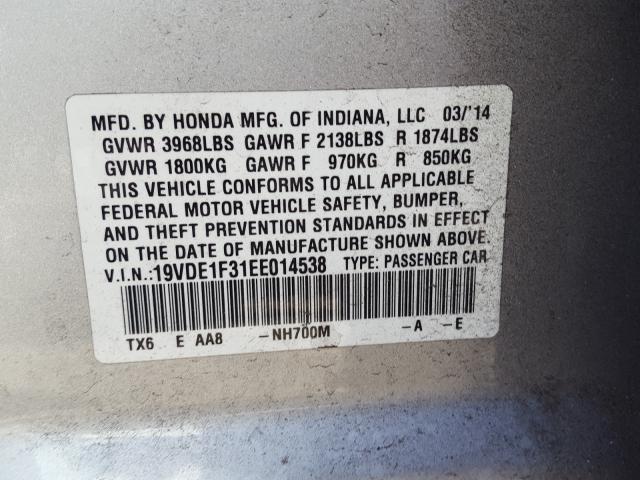 MFD. BY HONDA MFG. OF INDIANA, LLC 03/'14
GVWR 3968LBS GAWR F 2138LBS R 1874LBS
GVWR 1800KG GAWR F 970KG R 850KG
THIS VEHICLE CONFORMS TO ALL APPLICABLE
FEDERAL MOTOR VEHICLE SAFETY, BUMPER,
AND THEFT PREVENTION STANDARDS IN EFFECT
ON THE DATE OF MANUFACTURE SHOWN ABOVE.
V.I.N.:19VDE1F31EE014538 TYPE: PASSENGER CAR
TX6 E AA8 -NH700M -A -E